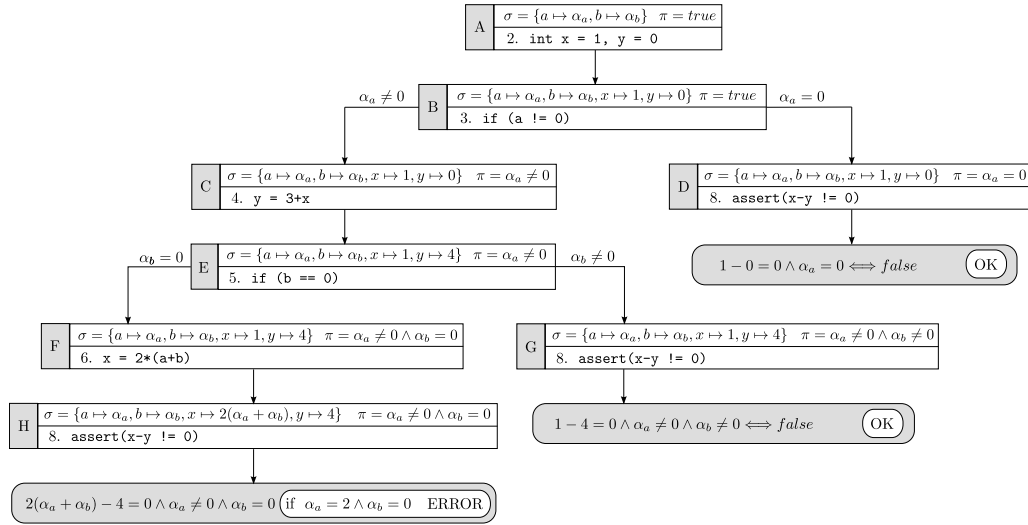 A
σ = {a ↦ α_a, b ↦ α_b} π = true
2. int x = 1, y = 0
B
σ = {a ↦ α_a, b ↦ α_b, x ↦ 1, y ↦ 0} π = true
3. if (a != 0)
α_a ≠ 0
α_a = 0
C
σ = {a ↦ α_a, b ↦ α_b, x ↦ 1, y ↦ 0} π = α_a ≠ 0
4. y = 3+x
D
σ = {a ↦ α_a, b ↦ α_b, x ↦ 1, y ↦ 0} π = α_a = 0
8. assert(x-y != 0)
1 − 0 = 0 ∧ α_a = 0 ⟺ false OK
E
σ = {a ↦ α_a, b ↦ α_b, x ↦ 1, y ↦ 4} π = α_a ≠ 0
5. if (b == 0)
α_b = 0
α_b ≠ 0
F
σ = {a ↦ α_a, b ↦ α_b, x ↦ 1, y ↦ 4} π = α_a ≠ 0 ∧ α_b = 0
6. x = 2*(a+b)
G
σ = {a ↦ α_a, b ↦ α_b, x ↦ 1, y ↦ 4} π = α_a ≠ 0 ∧ α_b ≠ 0
8. assert(x-y != 0)
1 − 4 = 0 ∧ α_a ≠ 0 ∧ α_b ≠ 0 ⟺ false OK
H
σ = {a ↦ α_a, b ↦ α_b, x ↦ 2(α_a + α_b), y ↦ 4} π = α_a ≠ 0 ∧ α_b = 0
8. assert(x-y != 0)
2(α_a + α_b) − 4 = 0 ∧ α_a ≠ 0 ∧ α_b = 0 if α_a = 2 ∧ α_b = 0 ERROR